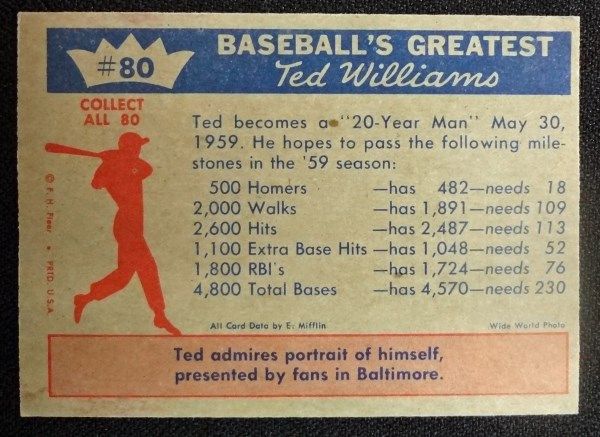 #80
BASEBALL'S GREATEST
Ted Williams
COLLECT
ALL 80
Ted becomes a "20-Year Man" May 30,
1959. He hopes to pass the following mile-
stones in the '59 season:
500 Homers —has 482—needs 18
2,000 Walks —has 1,891—needs 109
2,600 Hits —has 2,487—needs 113
1,100 Extra Base Hits —has 1,048—needs 52
1,800 RBI's —has 1,724—needs 76
4,800 Total Bases —has 4,570—needs 230
© F. H. Fleer • PRTD. U.S.A.
All Card Data by E. Mifflin
Wide World Photo
Ted admires portrait of himself,
presented by fans in Baltimore.